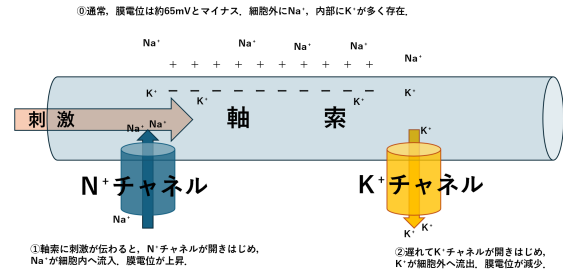 ⓪通常，膜電位は約65mVとマイナス．細胞外にNa⁺，内部にK⁺が多く存在．
Na⁺ Na⁺ Na⁺ Na⁺ Na⁺
+ + + + + + + + +
K⁺ − − − − − − − − − K⁺
K⁺ K⁺
刺激 軸 索
Na⁺ Na⁺ K⁺
N⁺チャネル K⁺チャネル
Na⁺ K⁺ K⁺
①軸索に刺激が伝わると，N⁺チャネルが開きはじめ，
Na⁺が細胞内へ流入．膜電位が上昇．
②遅れてK⁺チャネルが開きはじめ，
K⁺が細胞外へ流出．膜電位が減少．